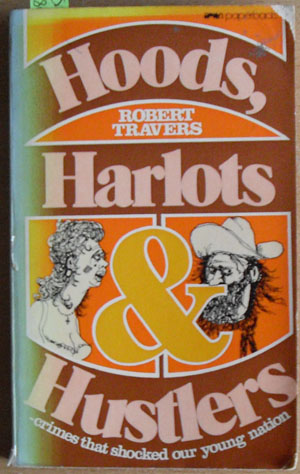 paperbacks
Hoods,
ROBERT
TRAVERS
Harlots
&
Hustlers
-crimes that shocked our young nation